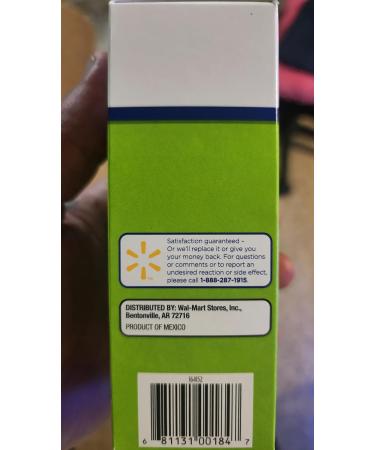 Satisfaction guaranteed -
Or we'll replace it or give you
your money back. For questions
or comments or to report an
undesired reaction or side effect,
please call 1-888-287-1915.
DISTRIBUTED BY: Wal-Mart Stores, Inc.,
Bentonville, AR 72716
PRODUCT OF MEXICO
164152
6 81131 00184 7